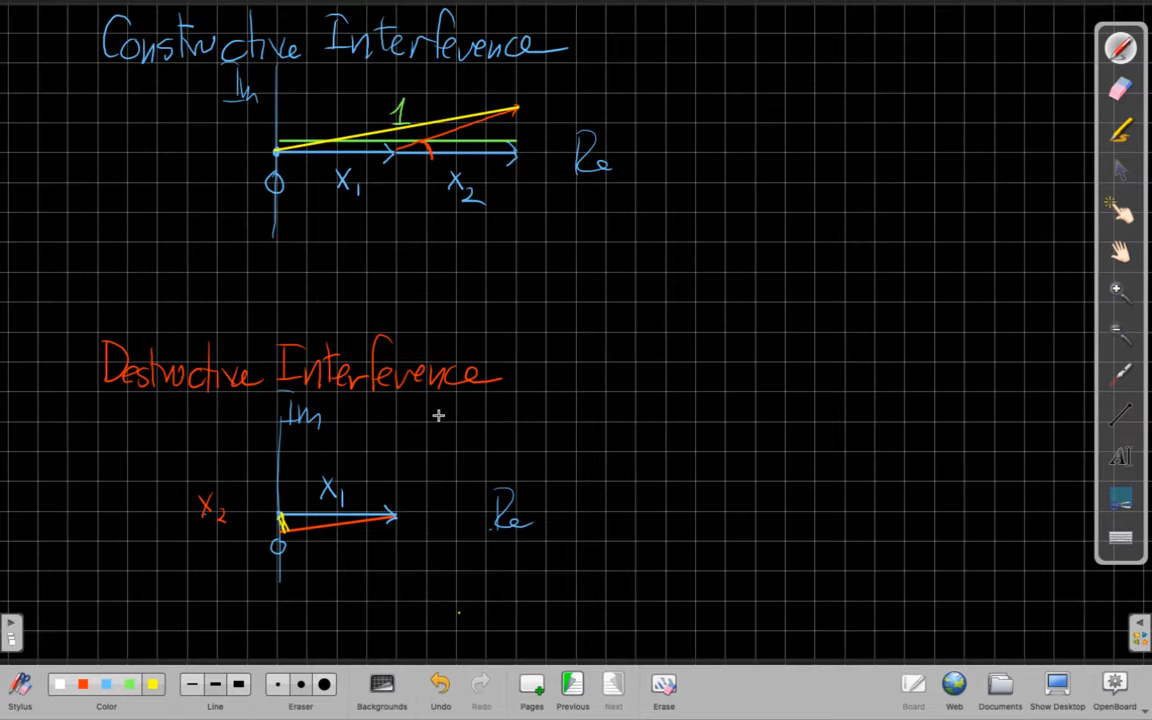 Constructive Interference
Im
1
Re
0
X1
X2
Destructive Interference
Im
X1
X2
Re
0
AI
Stylus
Color
Line
Eraser
Backgrounds
Undo
Redo
Pages
Previous
Next
Erase
Board
Web
Documents
Show Desktop
OpenBoard